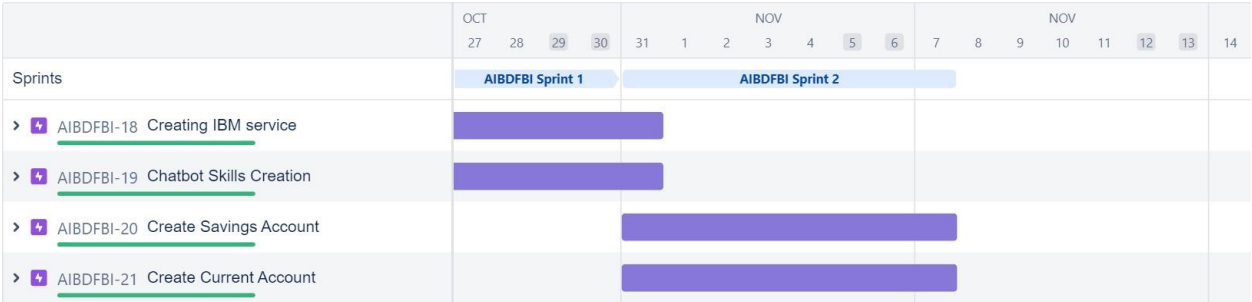 OCT NOV NOV
27 28 29 30 31 1 2 3 4 5 6 7 8 9 10 11 12 13 14
Sprints AIBDFBI Sprint 1 AIBDFBI Sprint 2
AIBDFBI-18 Creating IBM service
AIBDFBI-19 Chatbot Skills Creation
AIBDFBI-20 Create Savings Account
AIBDFBI-21 Create Current Account